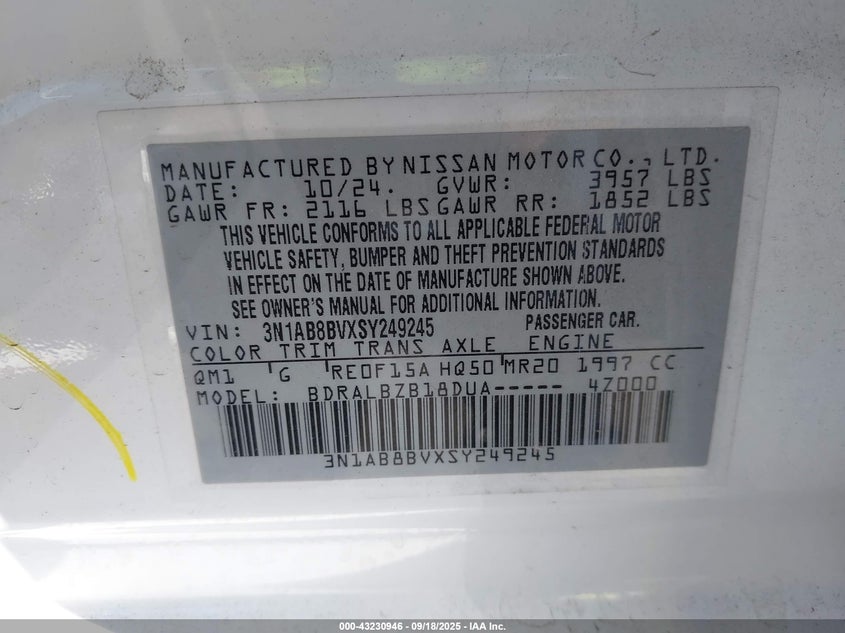 MANUFACTURED BY NISSAN MOTOR CO., LTD.
DATE: 10/24. GVWR: 3957 LBS
GAWR FR: 2116 LBS GAWR RR: 1852 LBS
THIS VEHICLE CONFORMS TO ALL APPLICABLE FEDERAL MOTOR
VEHICLE SAFETY, BUMPER AND THEFT PREVENTION STANDARDS
IN EFFECT ON THE DATE OF MANUFACTURE SHOWN ABOVE.
SEE OWNER'S MANUAL FOR ADDITIONAL INFORMATION.
VIN: 3N1AB8BVXSY249245 PASSENGER CAR.
COLOR TRIM TRANS AXLE ENGINE
QM1 G RE0F15A HQ50 MR20 1997 CC
MODEL: BDRALBZB18DUA----- 4Z000
3N1AB8BVXSY249245
000-43230946 - 09/18/2025 - IAA Inc.